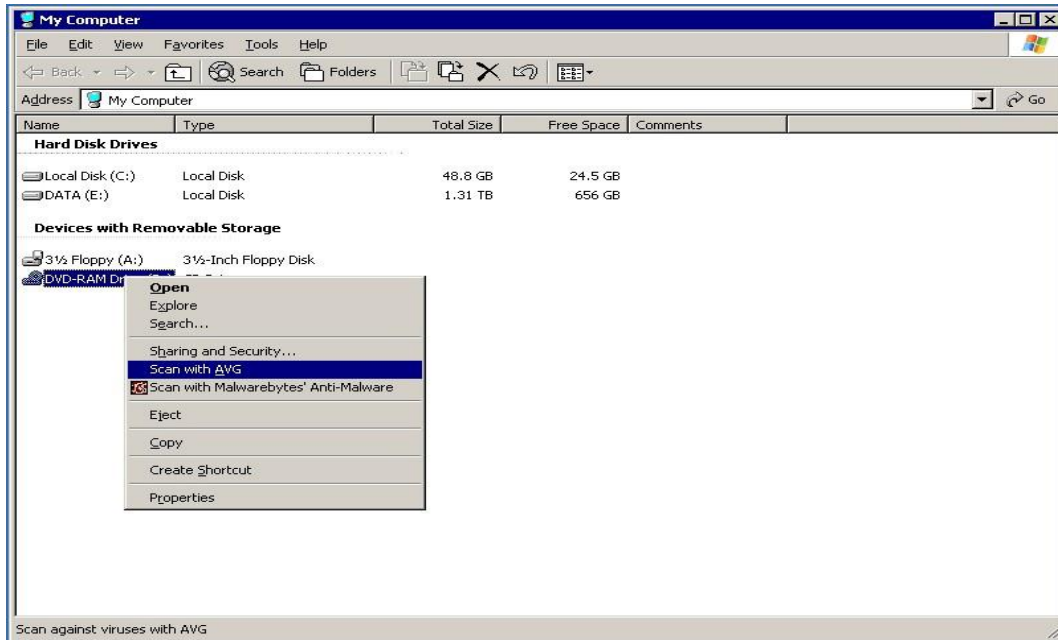 My Computer
File Edit View Favorites Tools Help
Back Search Folders
Address My Computer Go
Name Type Total Size Free Space Comments
Hard Disk Drives
Local Disk (C:) Local Disk 48.8 GB 24.5 GB
DATA (E:) Local Disk 1.31 TB 656 GB
Devices with Removable Storage
3½ Floppy (A:) 3½-Inch Floppy Disk
DVD-RAM
Open
Explore
Search...
Sharing and Security...
Scan with AVG
Scan with Malwarebytes' Anti-Malware
Eject
Copy
Create Shortcut
Properties
Scan against viruses with AVG